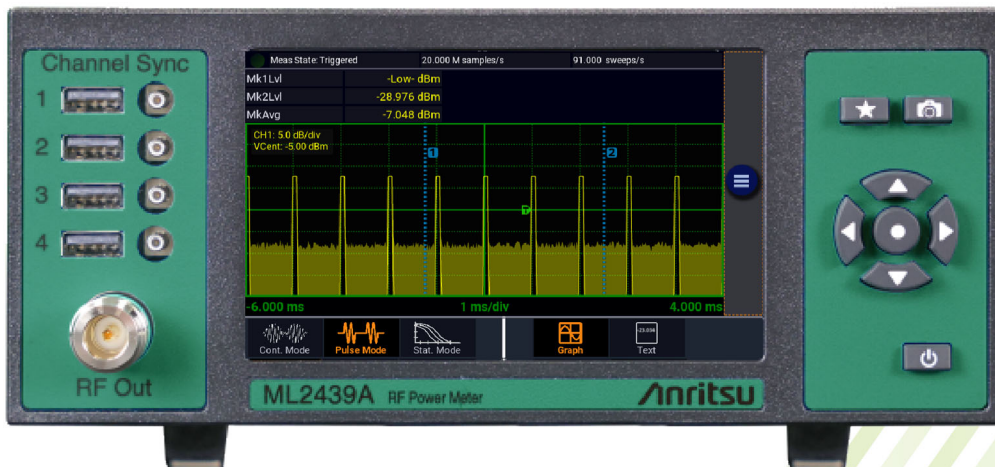 Channel Sync
1
2
3
4
RF Out
Meas State: Triggered 20.000 M samples/s 91.000 sweeps/s
Mk1Lvl -Low- dBm
Mk2Lvl -28.976 dBm
MkAvg -7.048 dBm
CH1: 5.0 dB/div
VCent: -5.00 dBm
1
2
T
-6.000 ms 1 ms/div 4.000 ms
Cont. Mode Pulse Mode Stat. Mode Graph Text
ML2439A RF Power Meter Anritsu